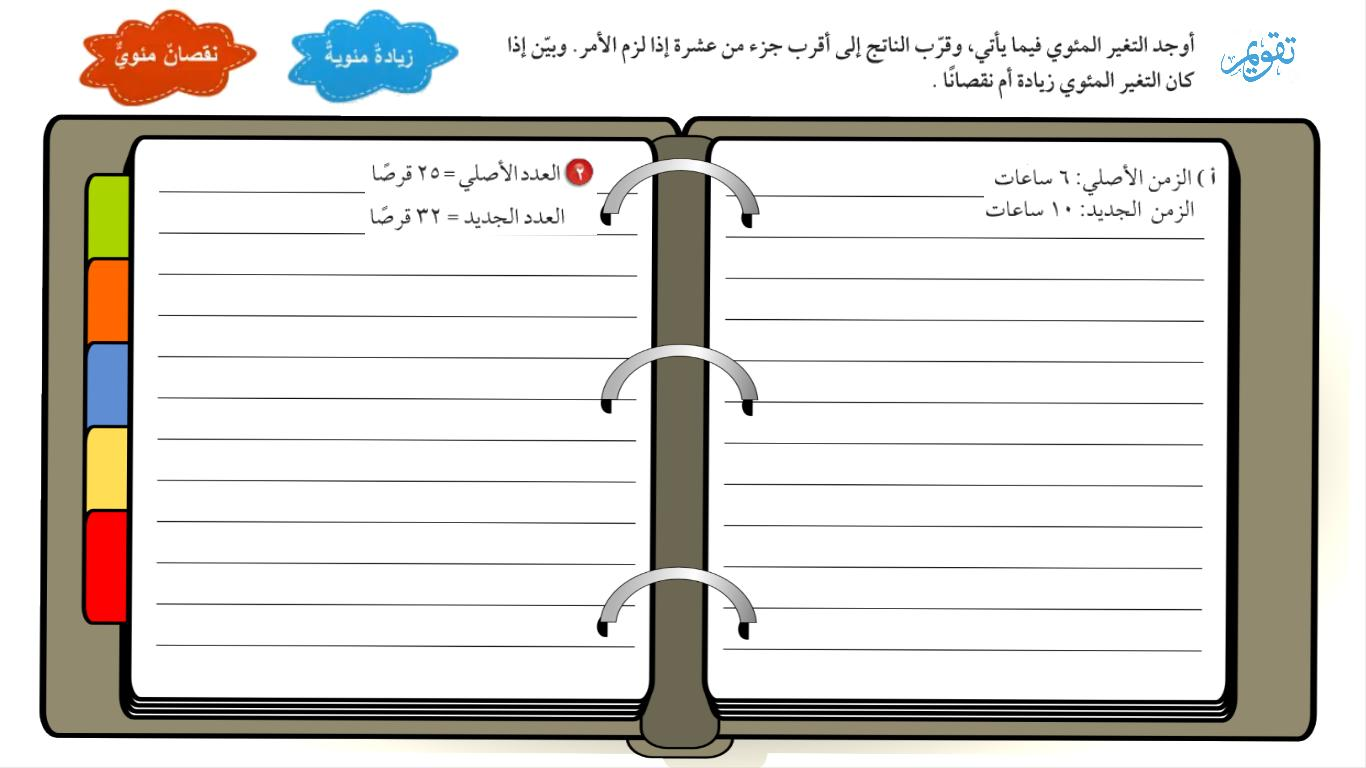 تقويم
أوجد التغير المئوي فيما يأتي، وقرّب الناتج إلى أقرب جزء من عشرة إذا لزم الأمر. وبيّن إذا
كان التغير المئوي زيادة أم نقصانًا .
زيادةٌ مئويةٌ
نقصانٌ مئويٌّ
أ ) الزمن الأصلي: ٦ ساعات
الزمن الجديد: ١٠ ساعات
٢ العدد الأصلي = ٢٥ قرصًا
العدد الجديد = ٣٢ قرصًا